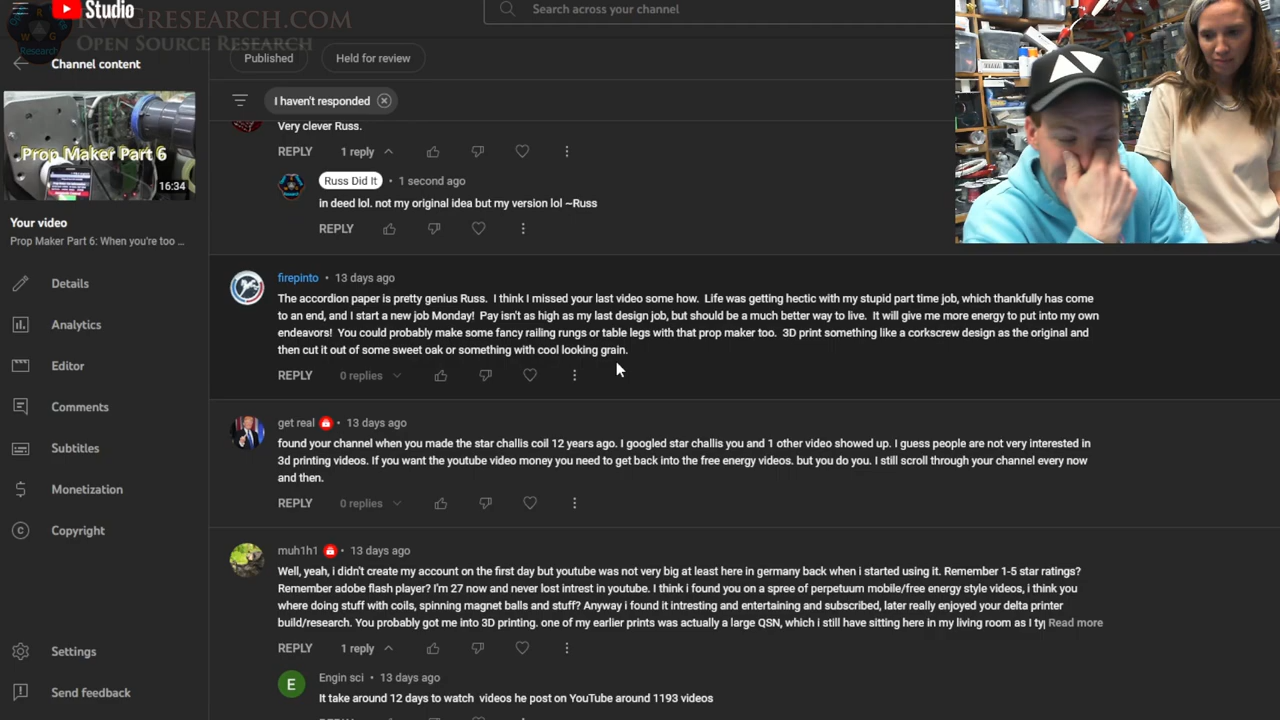 Studio
RWGRESEARCH.COM
Open Source Research
R
W G
Research
Search across your channel
Channel content
Published
Held for review
I haven't responded
Prop Maker Part 6
16:34
Your video
Prop Maker Part 6: When you're too ...
Details
Analytics
Editor
Comments
Subtitles
Monetization
Copyright
Settings
Send feedback
Very clever Russ.
REPLY 1 reply
Russ Did It • 1 second ago
in deed lol. not my original idea but my version lol ~Russ
REPLY
firepinto • 13 days ago
The accordion paper is pretty genius Russ. I think I missed your last video some how. Life was getting hectic with my stupid part time job, which thankfully has come
to an end, and I start a new job Monday! Pay isn't as high as my last design job, but should be a much better way to live. It will give me more energy to put into my own
endeavors! You could probably make some fancy railing rungs or table legs with that prop maker too. 3D print something like a corkscrew design as the original and
then cut it out of some sweet oak or something with cool looking grain.
REPLY 0 replies
get real • 13 days ago
found your channel when you made the star challis coil 12 years ago. I googled star challis you and 1 other video showed up. I guess people are not very interested in
3d printing videos. If you want the youtube video money you need to get back into the free energy videos. but you do you. I still scroll through your channel every now
and then.
REPLY 0 replies
muh1h1 • 13 days ago
Well, yeah, i didn't create my account on the first day but youtube was not very big at least here in germany back when i started using it. Remember 1-5 star ratings?
Remember adobe flash player? I'm 27 now and never lost intrest in youtube. I think i found you on a spree of perpetuum mobile/free energy style videos, i think you
where doing stuff with coils, spinning magnet balls and stuff? Anyway i found it intresting and entertaining and subscribed, later really enjoyed your delta printer
build/research. You probably got me into 3D printing. one of my earlier prints was actually a large QSN, which i still have sitting here in my living room as I ty Read more
REPLY 1 reply
E
Engin sci • 13 days ago
It take around 12 days to watch videos he post on YouTube around 1193 videos